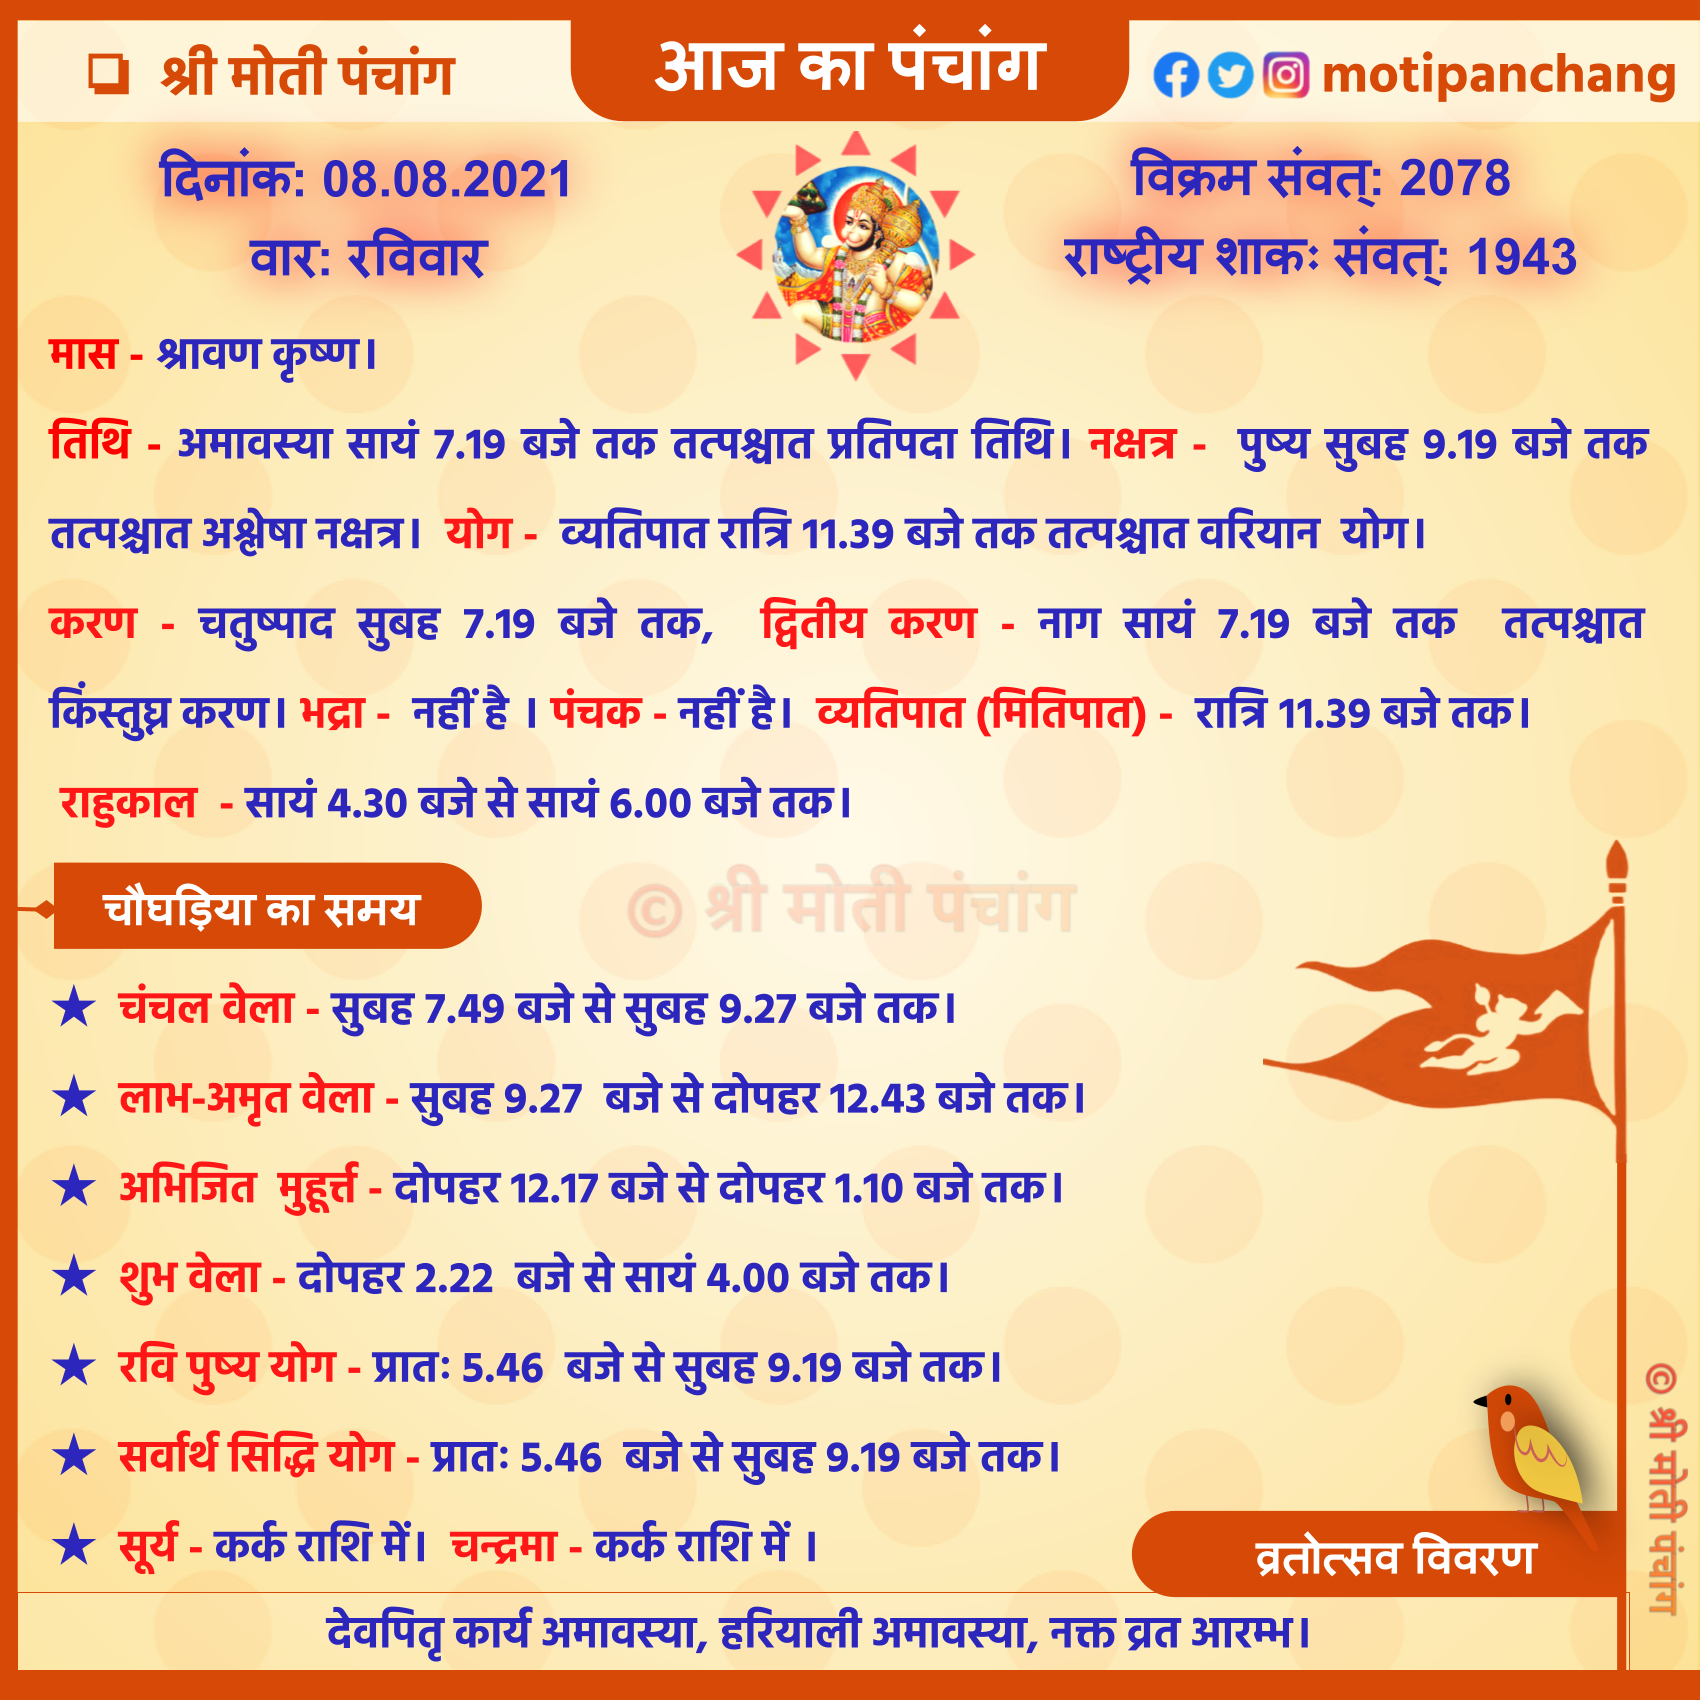 ❏ श्री मोती पंचांग
आज का पंचांग
motipanchang
दिनांक: 08.08.2021
वार: रविवार
विक्रम संवत्: 2078
राष्ट्रीय शाकः संवत्: 1943
मास - श्रावण कृष्ण।
तिथि - अमावस्या सायं 7.19 बजे तक तत्पश्चात प्रतिपदा तिथि। नक्षत्र - पुष्य सुबह 9.19 बजे तक
तत्पश्चात अश्लेषा नक्षत्र। योग - व्यतिपात रात्रि 11.39 बजे तक तत्पश्चात वरियान योग।
करण - चतुष्पाद सुबह 7.19 बजे तक, द्वितीय करण - नाग सायं 7.19 बजे तक तत्पश्चात
किंस्तुघ्न करण। भद्रा - नहीं है । पंचक - नहीं है। व्यतिपात (मितिपात) - रात्रि 11.39 बजे तक।
राहुकाल - सायं 4.30 बजे से सायं 6.00 बजे तक।
© श्री मोती पंचांग
चौघड़िया का समय
★ चंचल वेला - सुबह 7.49 बजे से सुबह 9.27 बजे तक।
★ लाभ-अमृत वेला - सुबह 9.27 बजे से दोपहर 12.43 बजे तक।
★ अभिजित मुहूर्त्त - दोपहर 12.17 बजे से दोपहर 1.10 बजे तक।
★ शुभ वेला - दोपहर 2.22 बजे से सायं 4.00 बजे तक।
★ रवि पुष्य योग - प्रातः 5.46 बजे से सुबह 9.19 बजे तक।
★ सर्वार्थ सिद्धि योग - प्रातः 5.46 बजे से सुबह 9.19 बजे तक।
★ सूर्य - कर्क राशि में। चन्द्रमा - कर्क राशि में ।
© श्री मोती पंचांग
व्रतोत्सव विवरण
देवपितृ कार्य अमावस्या, हरियाली अमावस्या, नक्त व्रत आरम्भ।